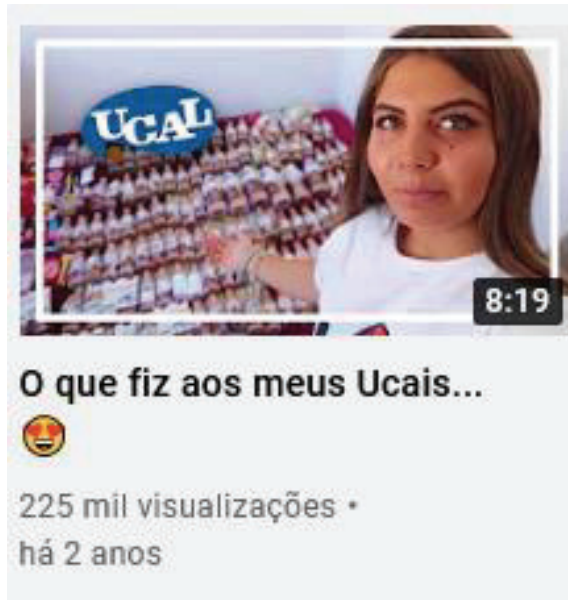 UCAL
8:19
O que fiz aos meus Ucais...
😍
225 mil visualizações •
há 2 anos